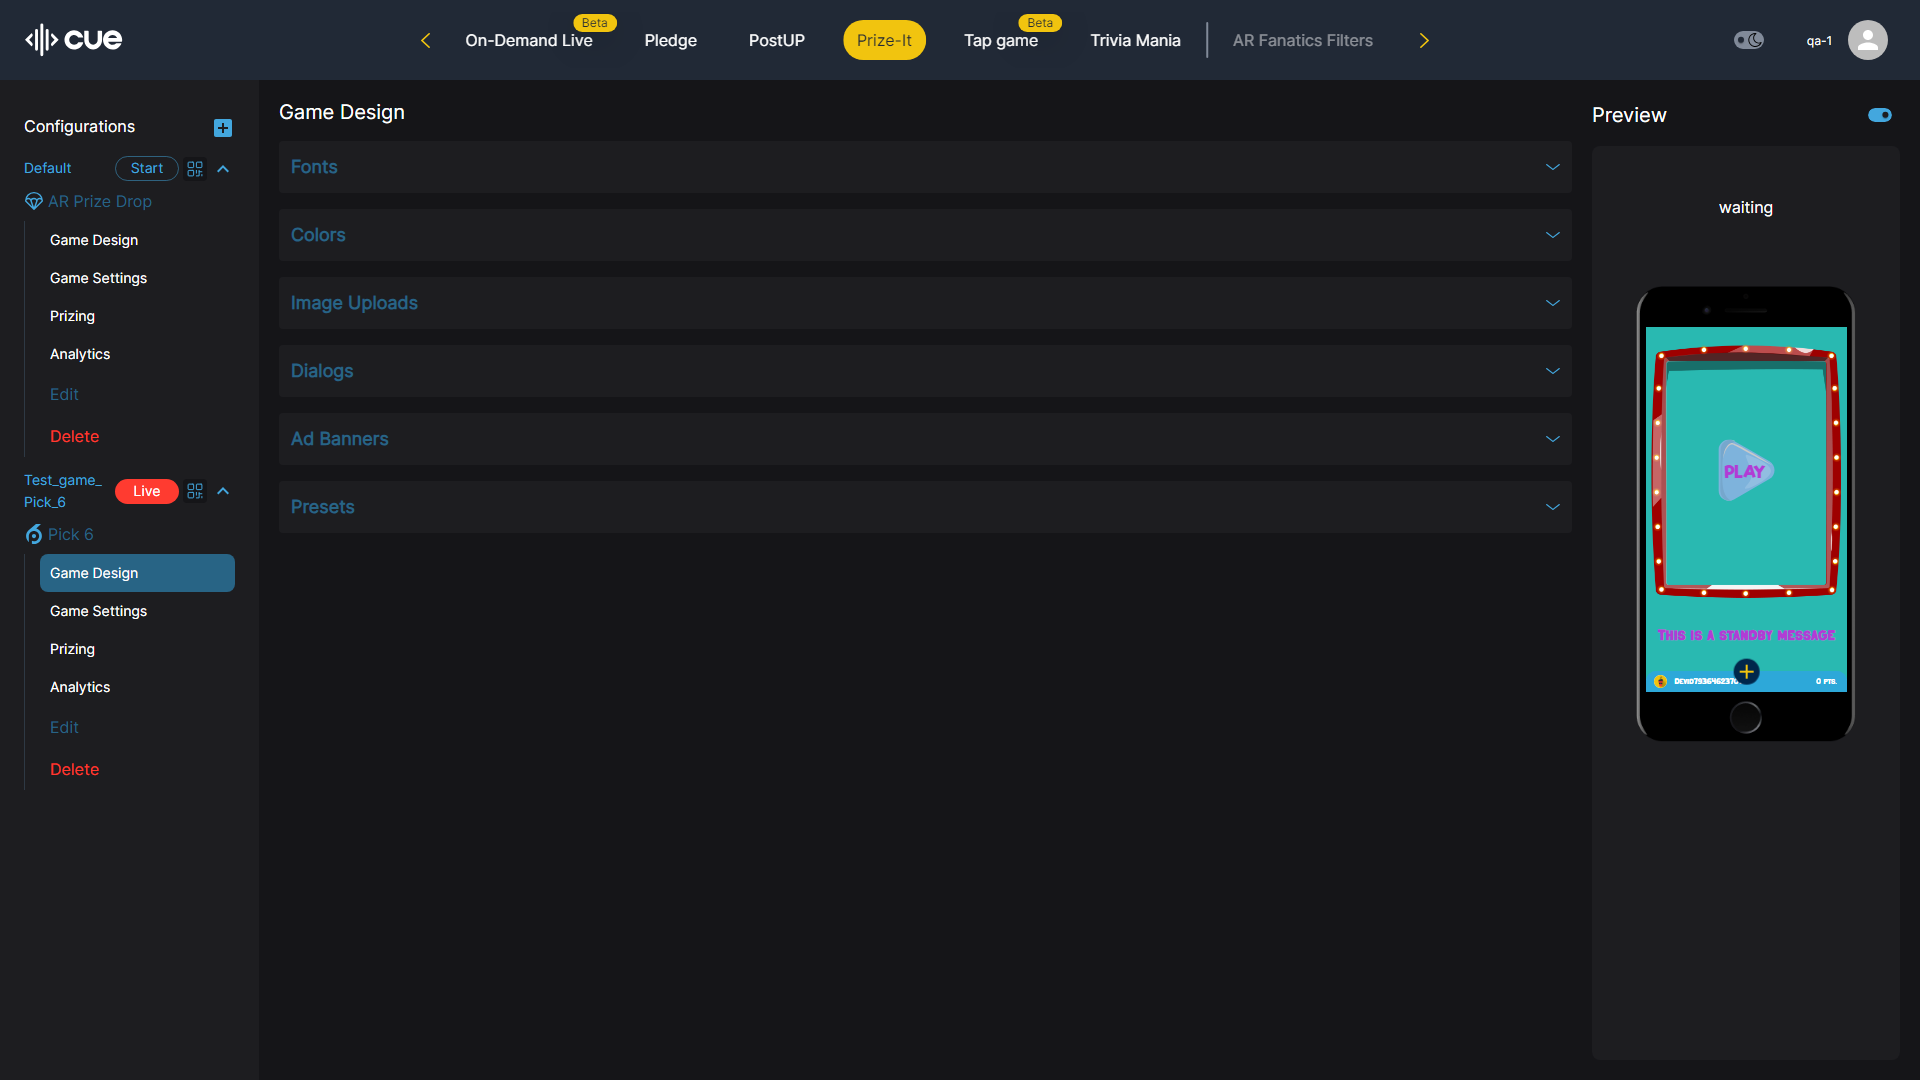 cue
Beta
On-Demand Live
Pledge
PostUP
Prize-It
Beta
Tap game
Trivia Mania
AR Fanatics Filters
qa-1
Configurations
Default
Start
AR Prize Drop
Game Design
Game Settings
Prizing
Analytics
Edit
Delete
Test_game_
Pick_6
Live
Pick 6
Game Design
Game Settings
Prizing
Analytics
Edit
Delete
Game Design
Fonts
Colors
Image Uploads
Dialogs
Ad Banners
Presets
Preview
waiting
PLAY
THIS IS A STANDBY MESSAGE
0 PTS.